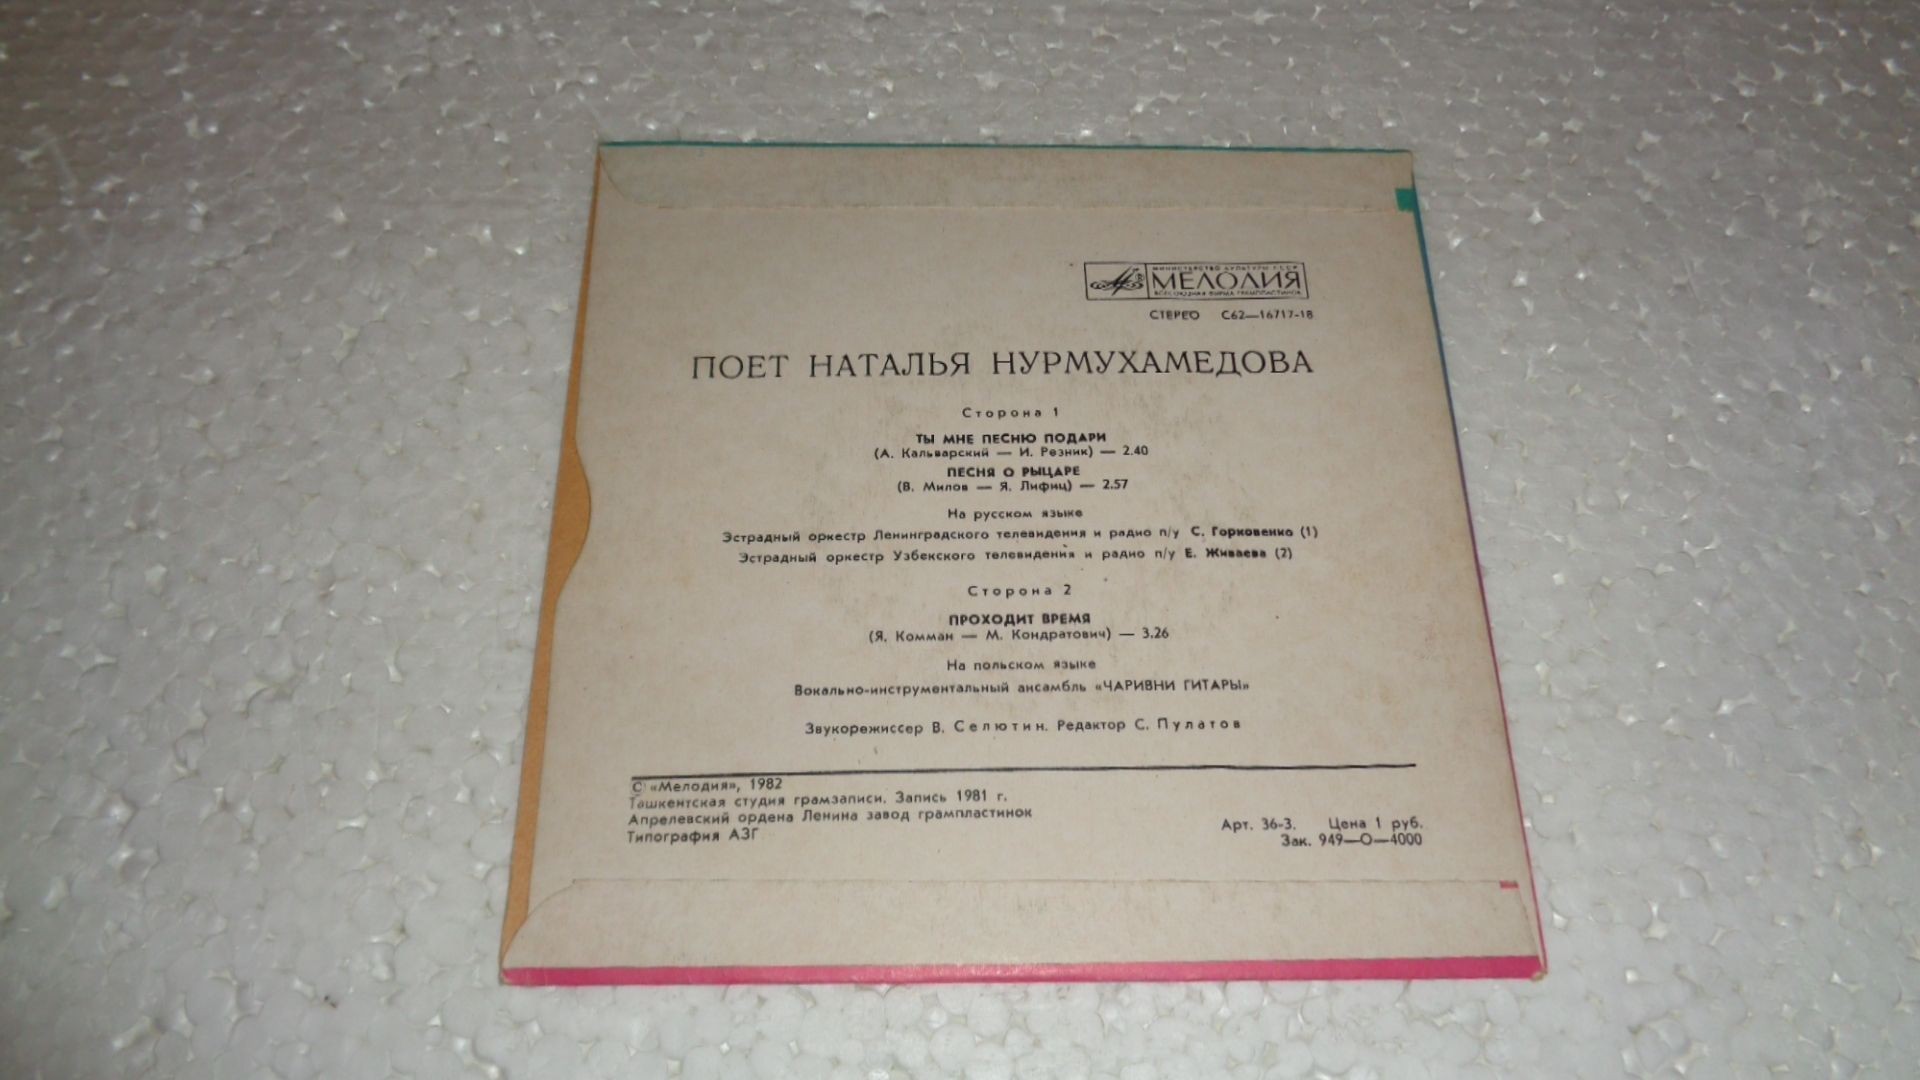 МИНИСТЕРСТВО КУЛЬТУРЫ СССР
МЕЛОДИЯ
ВСЕСОЮЗНАЯ ФИРМА ГРАМПЛАСТИНОК
СТЕРЕО С62—16717-18
ПОЕТ НАТАЛЬЯ НУРМУХАМЕДОВА
Сторона 1
ТЫ МНЕ ПЕСНЮ ПОДАРИ
(А. Кальварский — И. Резник) — 2.40
ПЕСНЯ О РЫЦАРЕ
(В. Милов — Я. Лифиц) — 2.57
На русском языке
Эстрадный оркестр Ленинградского телевидения и радио п/у С. Горковенко (1)
Эстрадный оркестр Узбекского телевидения и радио п/у Е. Живаева (2)
Сторона 2
ПРОХОДИТ ВРЕМЯ
(Я. Комман — М. Кондратович) — 3.26
На польском языке
Вокально-инструментальный ансамбль «ЧАРИВНИ ГИТАРЫ»
Звукорежиссер В. Селютин. Редактор С. Пулатов
© «Мелодия», 1982
Ташкентская студия грамзаписи. Запись 1981 г.
Апрелевский ордена Ленина завод грампластинок
Типография АЗГ
Арт. 36-3. Цена 1 руб.
Зак. 949—О—4000